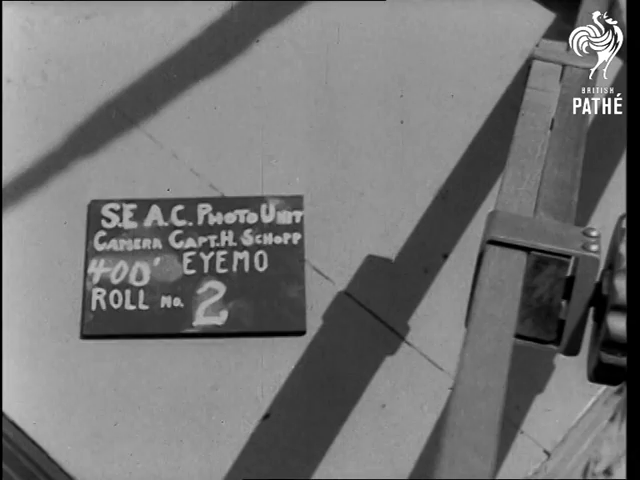 BRITISH
PATHÉ
S.E.A.C. PHOTO UNIT
CAMERA CAPT. H. SCHOPP
400' EYEMO
ROLL NO. 2